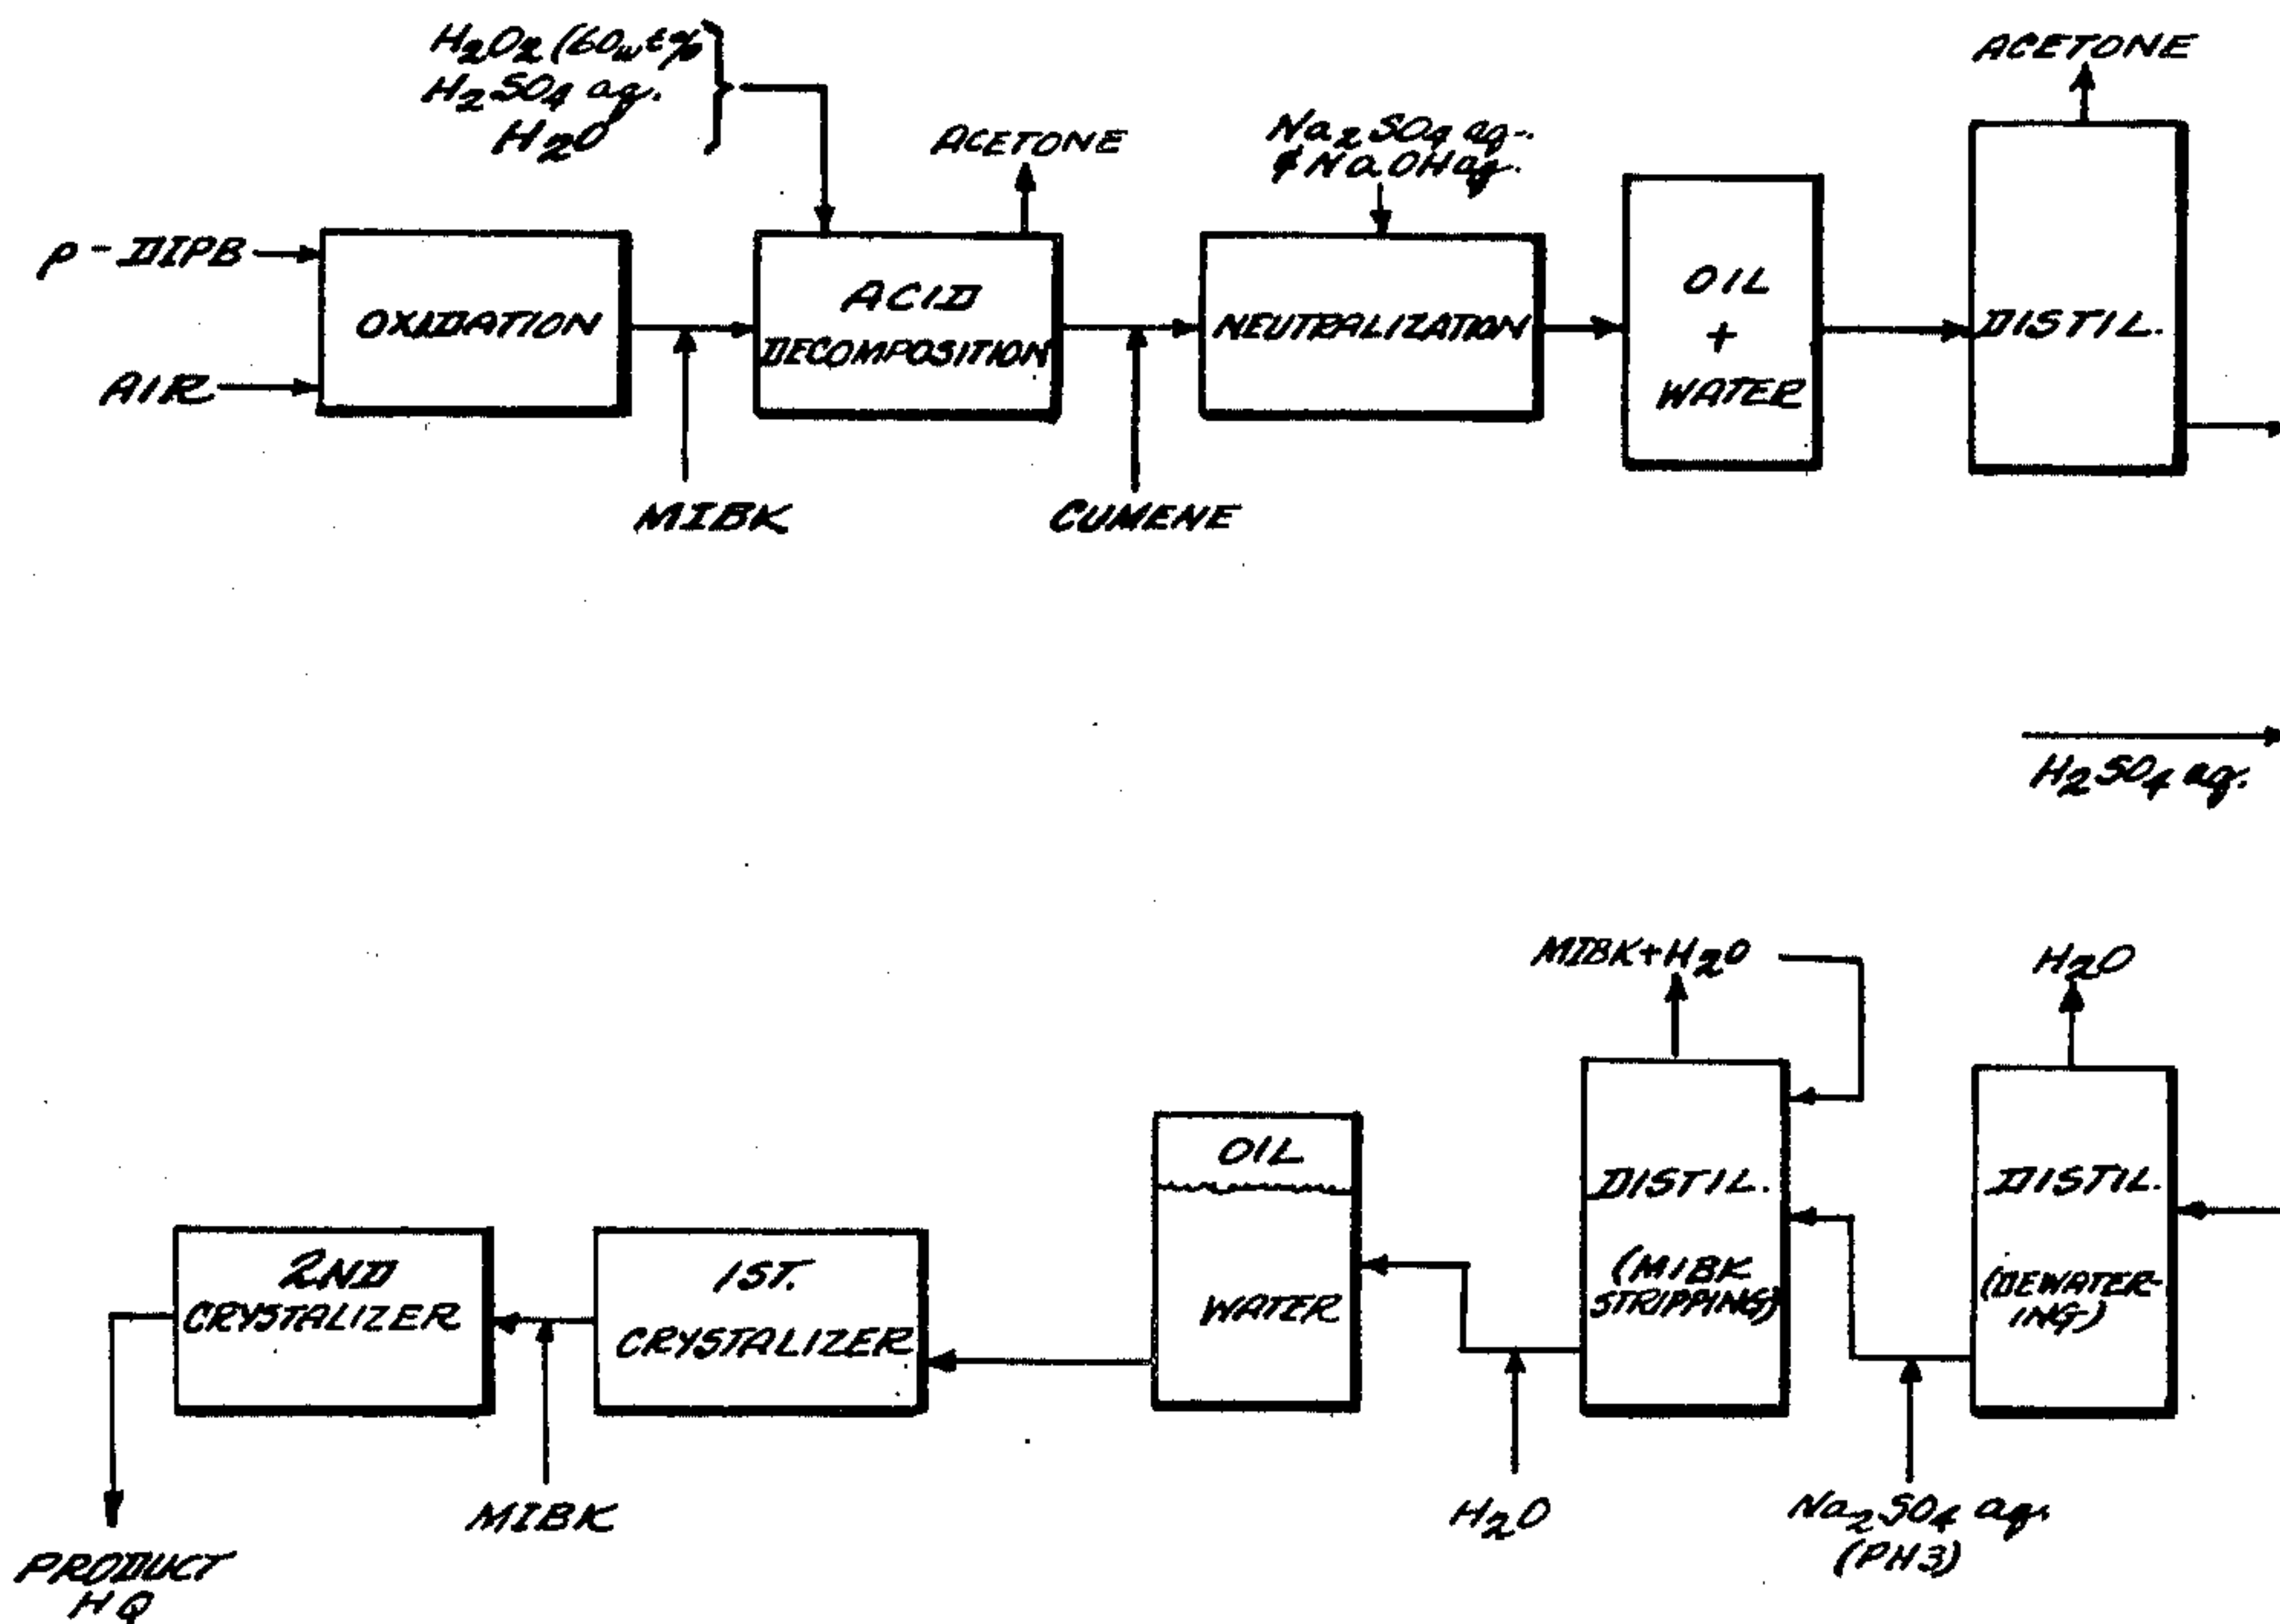 H2O2 (60wt%
H2SO4 aq.
H2O
ACETONE
ACETONE
Na2SO4 aq.
& NaOH aq.
p-DIPB
AIR
OXIDATION
ACID
DECOMPOSITION
NEUTRALIZATION
OIL
+
WATER
DISTIL.
MIBK
CUMENE
H2SO4 aq.
MIBK+H2O
H2O
DISTIL.
(DEWATER-
ING)
DISTIL.
(MIBK
STRIPPING)
OIL
WATER
1ST.
CRYSTALIZER
2ND
CRYSTALIZER
Na2SO4 aq.
(PH3)
H2O
MIBK
PRODUCT
HQ